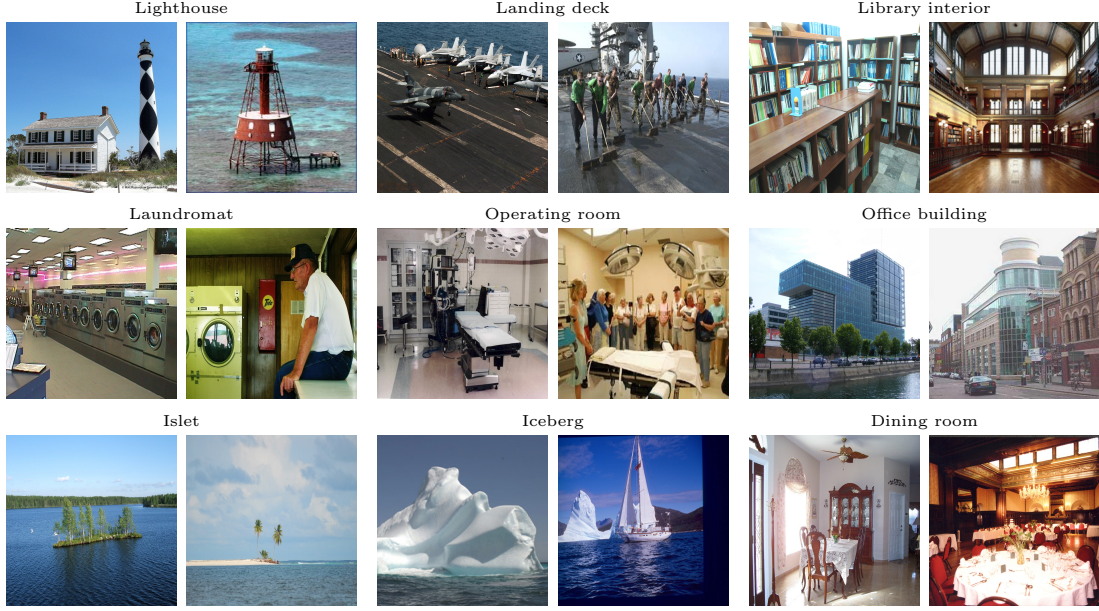 Lighthouse
Landing deck
Library interior
Laundromat
Operating room
Office building
Islet
Iceberg
Dining room